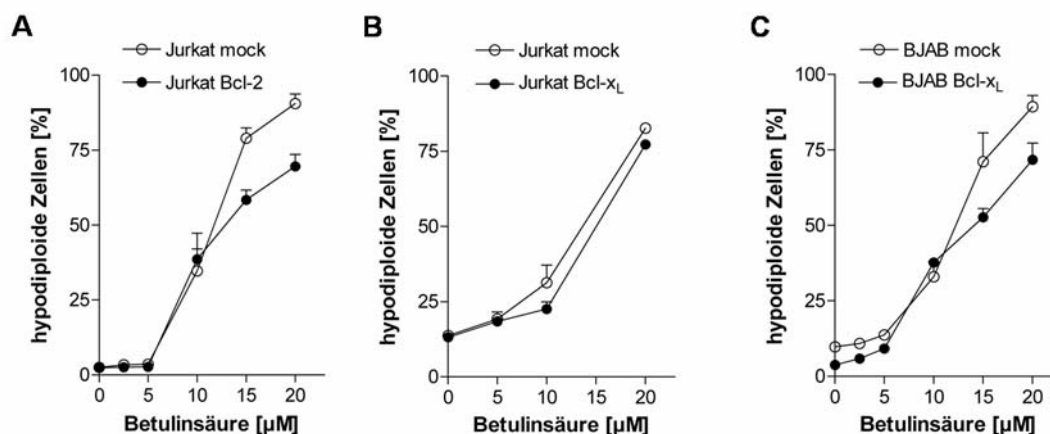 A
Jurkat mock
Jurkat Bcl-2
hypodiploide Zellen [%]
100
75
50
25
0
0 5 10 15 20
Betulinsäure [µM]
B
Jurkat mock
Jurkat Bcl-xL
hypodiploide Zellen [%]
100
75
50
25
0
0 5 10 15 20
Betulinsäure [µM]
C
BJAB mock
BJAB Bcl-xL
hypodiploide Zellen [%]
100
75
50
25
0
0 5 10 15 20
Betulinsäure [µM]